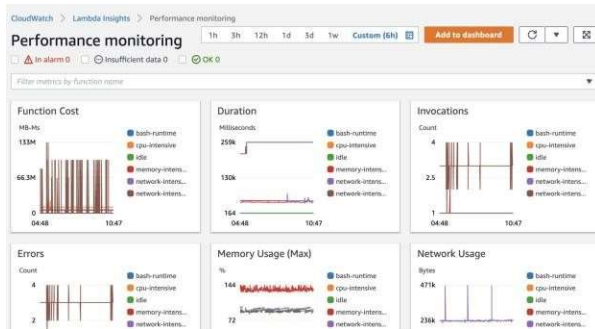 CloudWatch > Lambda Insights > Performance monitoring
Performance monitoring
1h 3h 12h 1d 3d 1w Custom (6h)
Add to dashboard
In alarm 0 Insufficient data 0 OK 0
Filter metrics by function name
Function Cost
MB-Ms
133M
66.3M
0
04:48 10:47
bash-runtime
cpu-intensive
idle
memory-intens...
network-intens...
network-intens...
Duration
Milliseconds
259k
130k
164
04:48 10:47
bash-runtime
cpu-intensive
idle
memory-intens...
network-intens...
network-intens...
Invocations
Count
4
2.5
1
04:48 10:47
bash-runtime
cpu-intensive
idle
memory-intens...
network-intens...
network-intens...
Errors
Count
4
2
bash-runtime
cpu-intensive
idle
memory-intens...
network-intens...
Memory Usage (Max)
%
144
72
bash-runtime
cpu-intensive
idle
memory-intens...
network-intens...
Network Usage
Bytes
471k
236k
bash-runtime
cpu-intensive
idle
memory-intens...
network-intens...